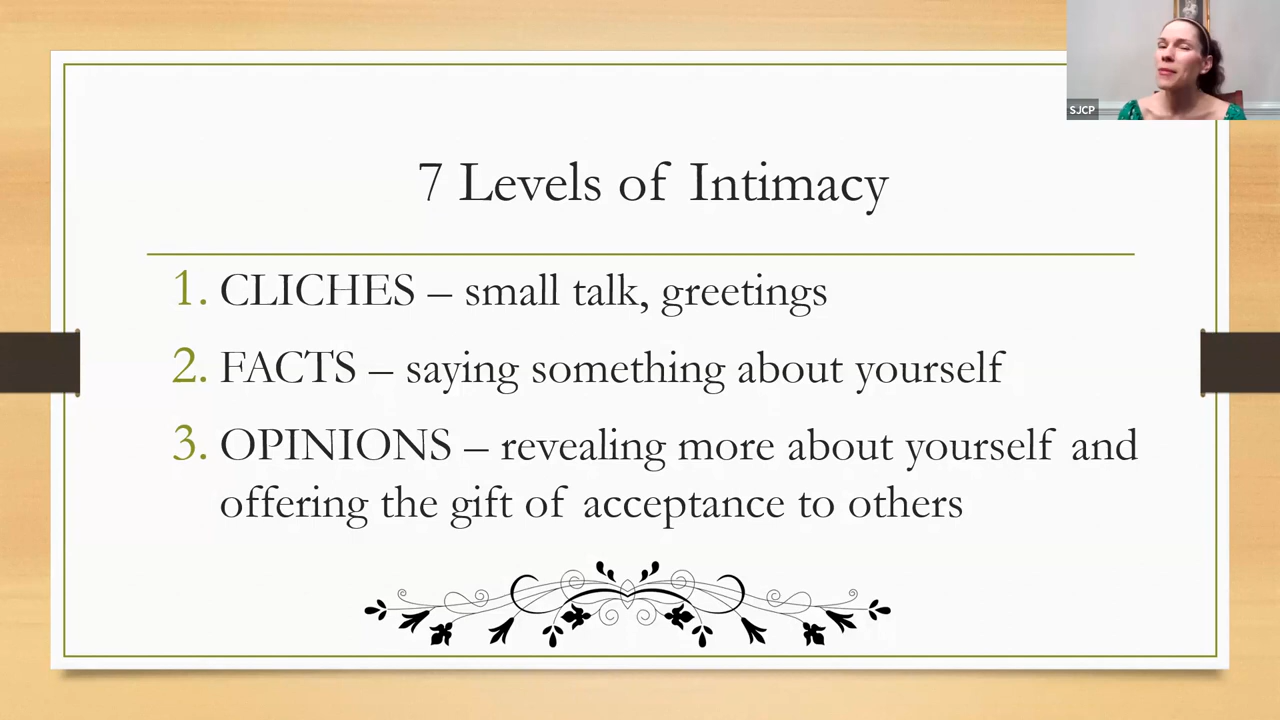 SJCP
7 Levels of Intimacy
1. CLICHES – small talk, greetings
2. FACTS – saying something about yourself
3. OPINIONS – revealing more about yourself and
offering the gift of acceptance to others